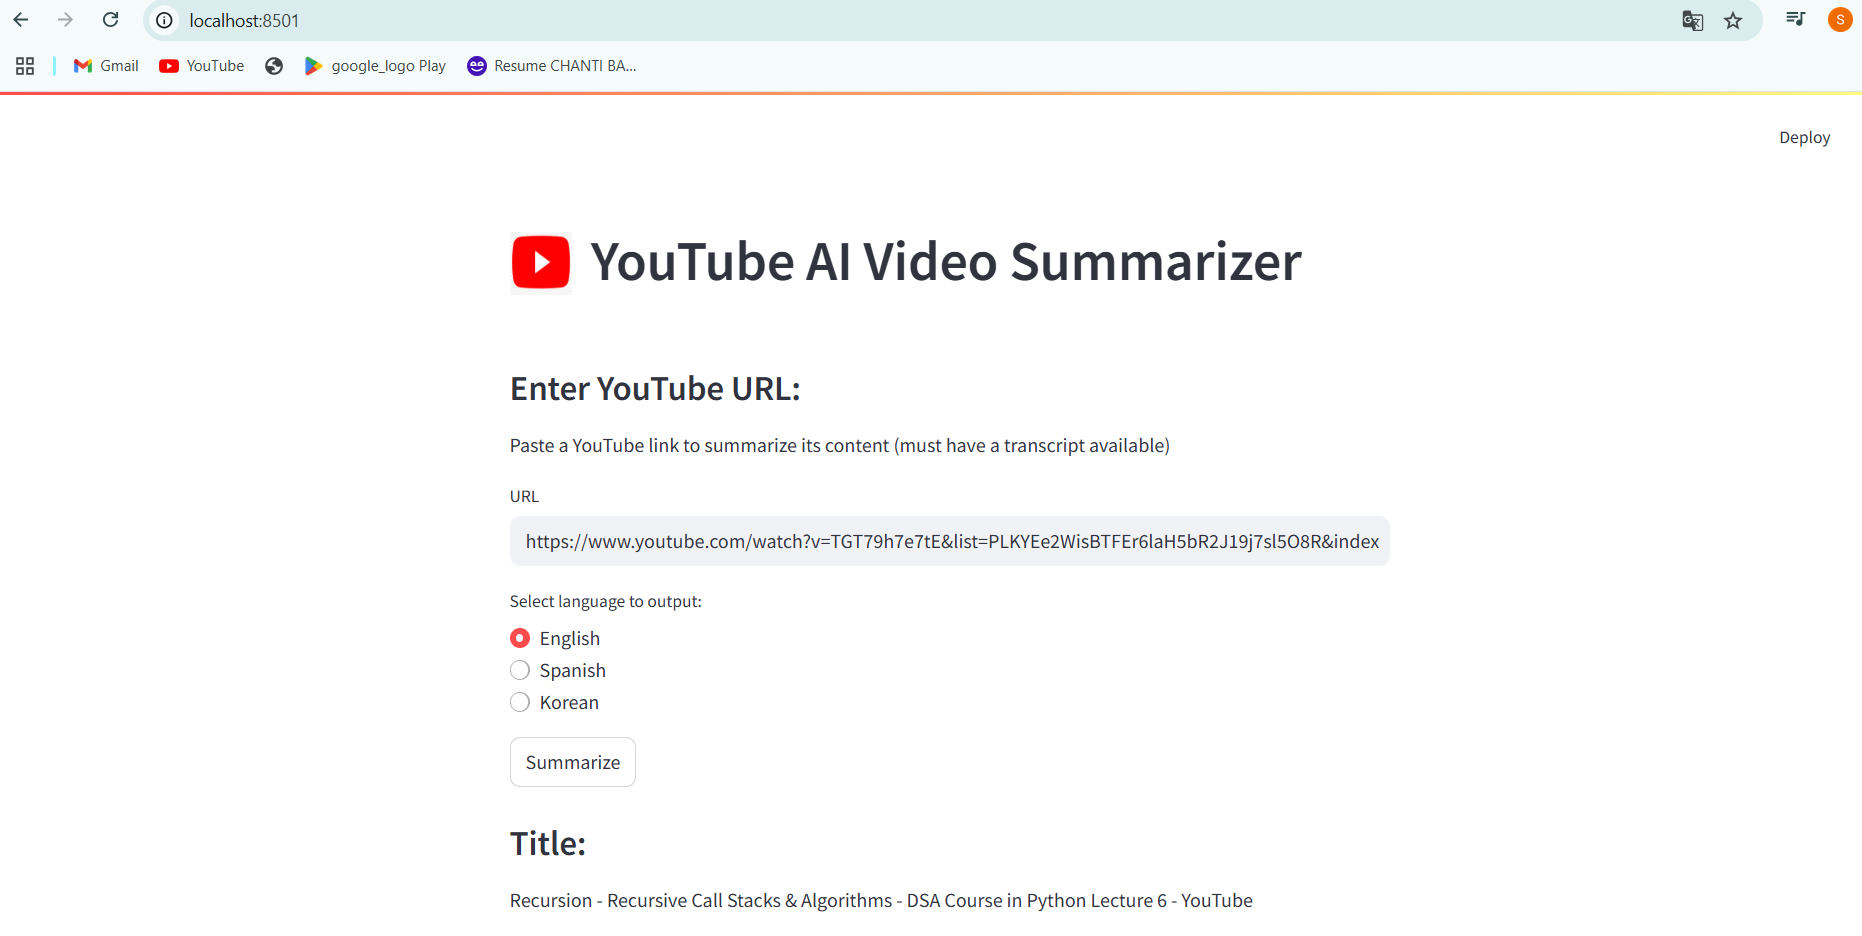 localhost:8501
S
Gmail
YouTube
google_logo Play
Resume CHANTI BA...
Deploy
YouTube AI Video Summarizer
Enter YouTube URL:
Paste a YouTube link to summarize its content (must have a transcript available)
URL
https://www.youtube.com/watch?v=TGT79h7e7tE&list=PLKYEe2WisBTFEr6laH5bR2J19j7sl5O8R&index
Select language to output:
English
Spanish
Korean
Summarize
Title:
Recursion - Recursive Call Stacks & Algorithms - DSA Course in Python Lecture 6 - YouTube